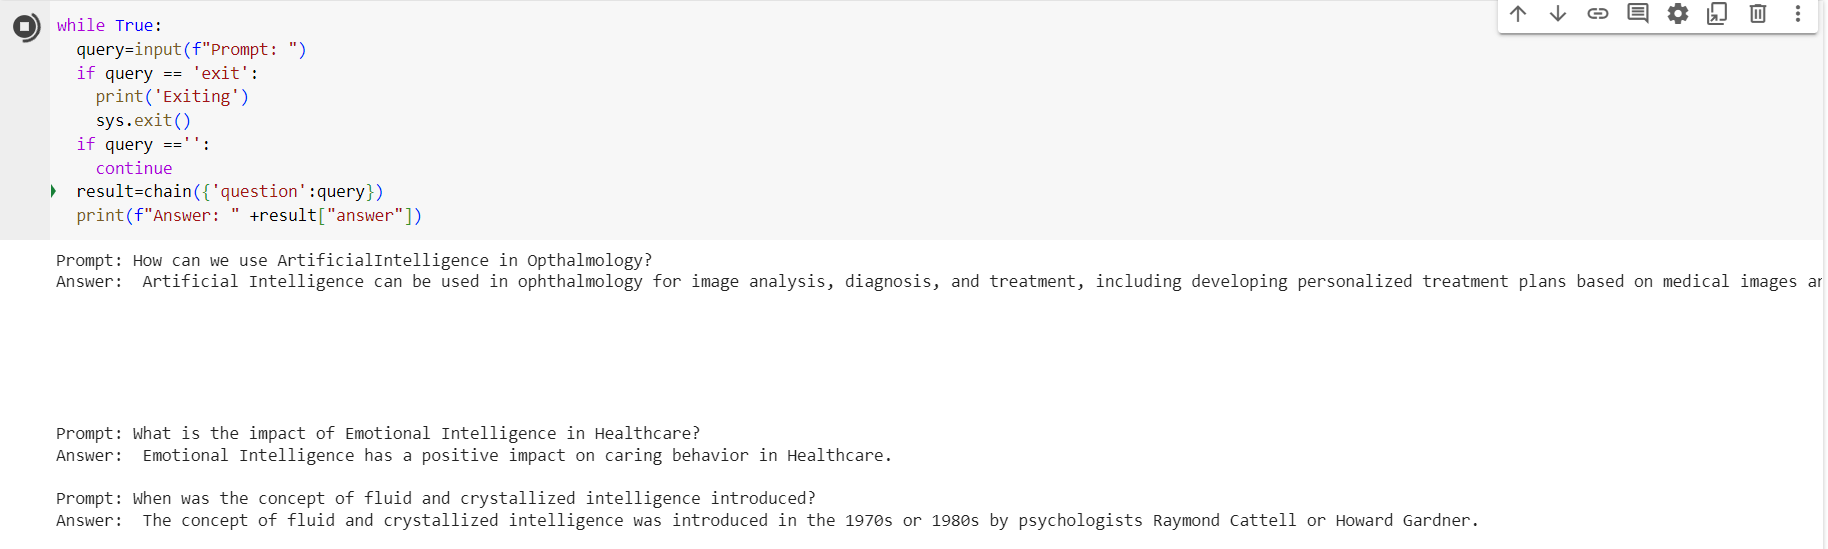 while True:
  query=input(f"Prompt: ")
  if query == 'exit':
    print('Exiting')
    sys.exit()
  if query =='':
    continue
  result=chain({'question':query})
  print(f"Answer: " +result["answer"])
Prompt: How can we use ArtificialIntelligence in Opthalmology?
Answer:  Artificial Intelligence can be used in ophthalmology for image analysis, diagnosis, and treatment, including developing personalized treatment plans based on medical images
Prompt: What is the impact of Emotional Intelligence in Healthcare?
Answer:  Emotional Intelligence has a positive impact on caring behavior in Healthcare.
Prompt: When was the concept of fluid and crystallized intelligence introduced?
Answer:  The concept of fluid and crystallized intelligence was introduced in the 1970s or 1980s by psychologists Raymond Cattell or Howard Gardner.